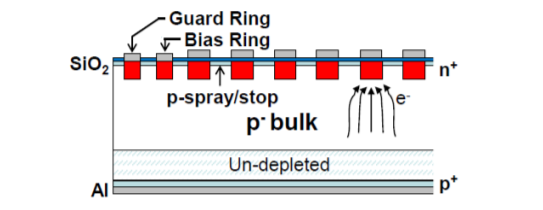 Guard Ring
Bias Ring
SiO₂
n⁺
p-spray/stop
e⁻
p⁻ bulk
Un-depleted
Al
p⁺